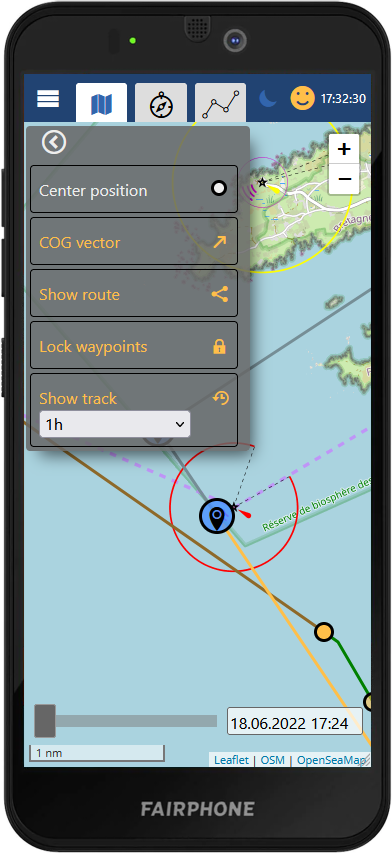 17:32:30
Center position
+
COG vector
−
Bretagne
Show route
Lock waypoints
Show track
1h
Réserve de biosphère des
18.06.2022 17:24
1 nm
Leaflet | OSM | OpenSeaMap
FAIRPHONE